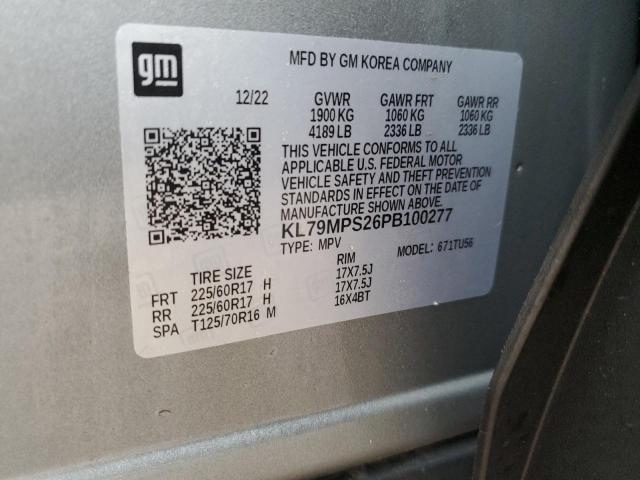 gm
MFD BY GM KOREA COMPANY
12/22 GVWR GAWR FRT GAWR RR
1900 KG 1060 KG 1060 KG
4189 LB 2336 LB 2336 LB
THIS VEHICLE CONFORMS TO ALL
APPLICABLE U.S. FEDERAL MOTOR
VEHICLE SAFETY AND THEFT PREVENTION
STANDARDS IN EFFECT ON THE DATE OF
MANUFACTURE SHOWN ABOVE.
KL79MPS26PB100277
TYPE: MPV MODEL: 671TU56
TIRE SIZE RIM
FRT 225/60R17 H 17X7.5J
RR 225/60R17 H 17X7.5J
SPA T125/70R16 M 16X4BT